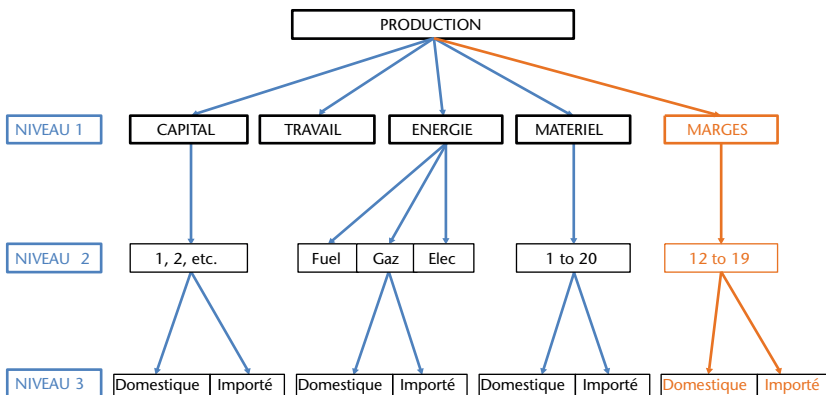 PRODUCTION
NIVEAU 1 CAPITAL TRAVAIL ENERGIE MATERIEL MARGES
NIVEAU 2 1, 2, etc. Fuel Gaz Elec 1 to 20 12 to 19
NIVEAU 3 Domestique Importé Domestique Importé Domestique Importé Domestique Importé